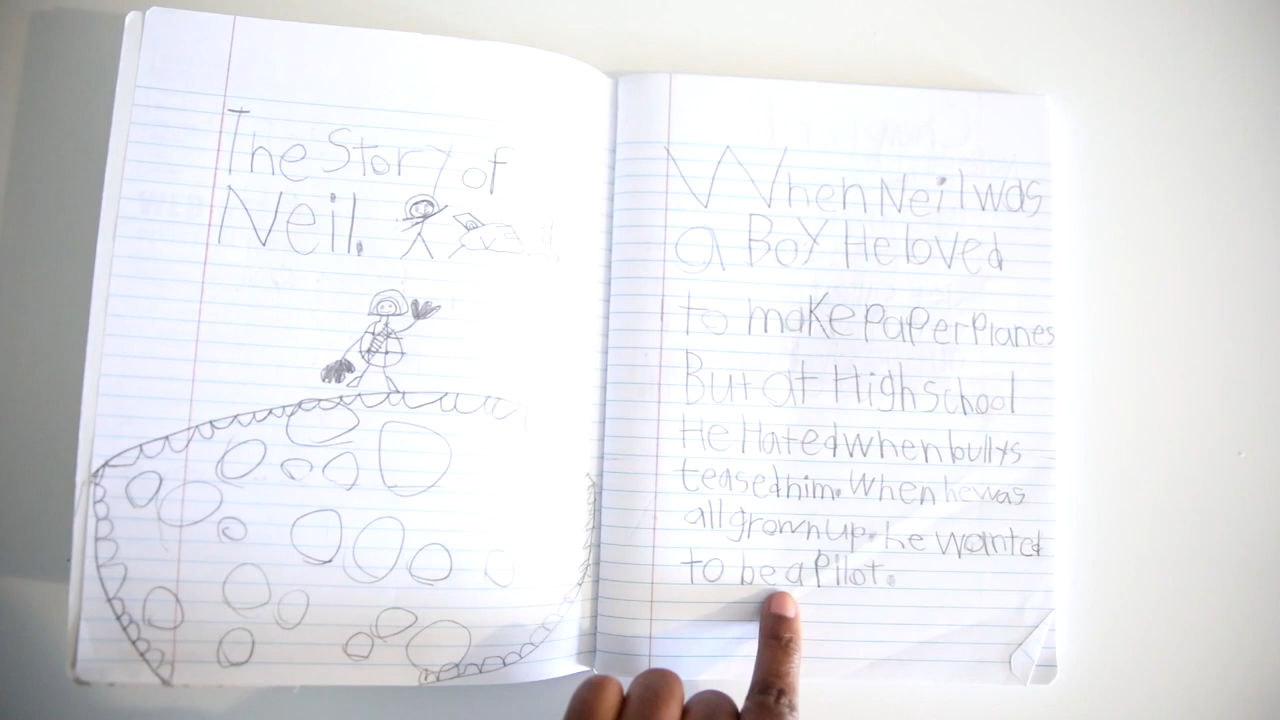 The Story of
Neil.
When Neil was
a Boy He loved
to make PaPer Planes
But at High school
He Hated when bullys
teased him. When he was
all grown up. he wanted
to be a Pilot.